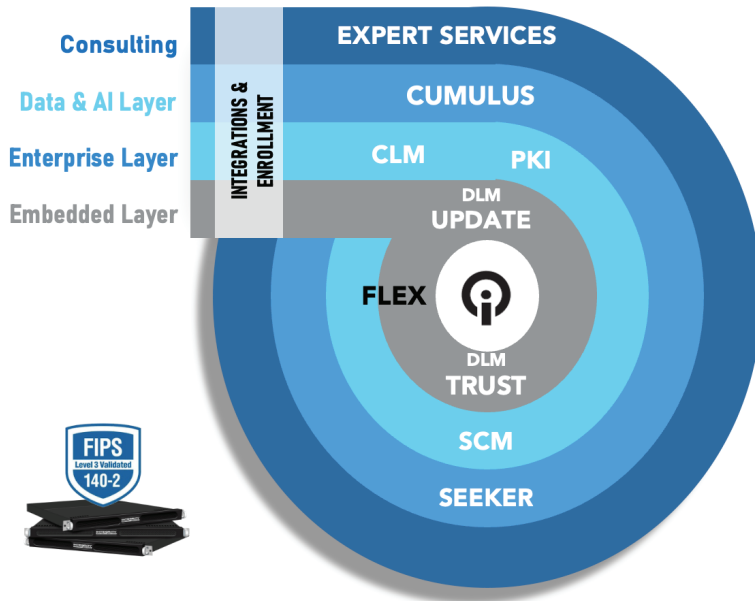 Consulting
EXPERT SERVICES
Data & AI Layer
CUMULUS
Enterprise Layer
CLM
PKI
Embedded Layer
INTEGRATIONS &
ENROLLMENT
DLM
UPDATE
FLEX
DLM
TRUST
SCM
SEEKER
FIPS
Level 3 Validated
140-2